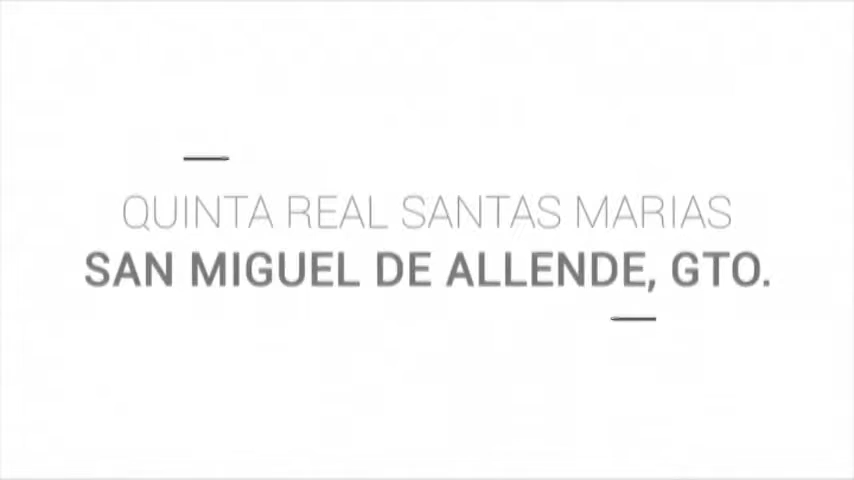 QUINTA REAL SANTAS MARIAS
SAN MIGUEL DE ALLENDE, GTO.